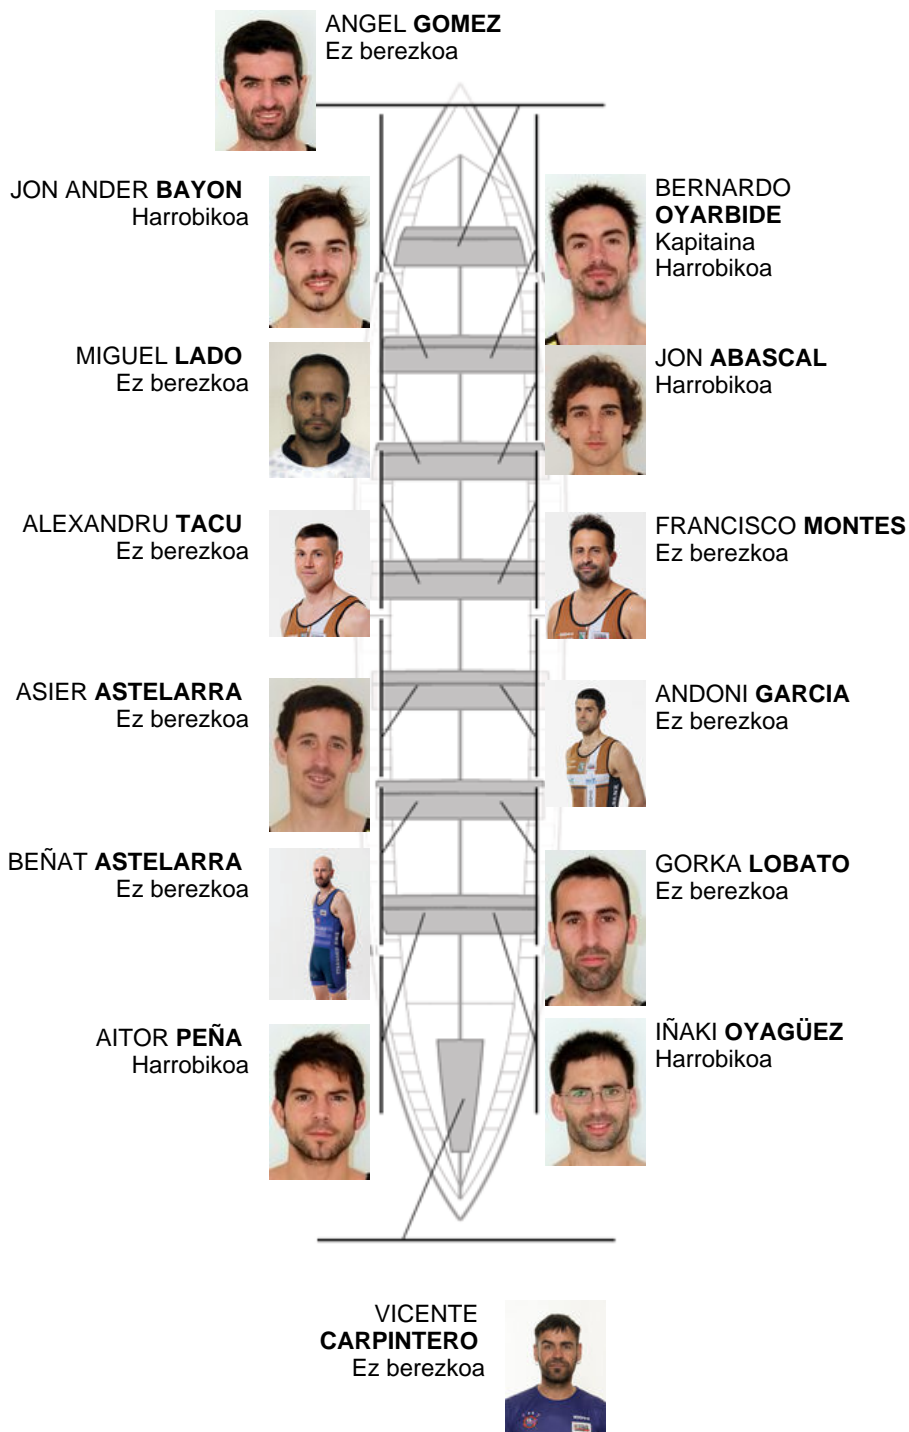 ANGEL GOMEZ
Ez berezkoa
JON ANDER BAYON
Harrobikoa
BERNARDO
OYARBIDE
Kapitaina
Harrobikoa
MIGUEL LADO
Ez berezkoa
JON ABASCAL
Harrobikoa
ALEXANDRU TACU
Ez berezkoa
FRANCISCO MONTES
Ez berezkoa
ASIER ASTELARRA
Ez berezkoa
ANDONI GARCIA
Ez berezkoa
BEÑAT ASTELARRA
Ez berezkoa
GORKA LOBATO
Ez berezkoa
AITOR PEÑA
Harrobikoa
IÑAKI OYAGÜEZ
Harrobikoa
VICENTE
CARPINTERO
Ez berezkoa